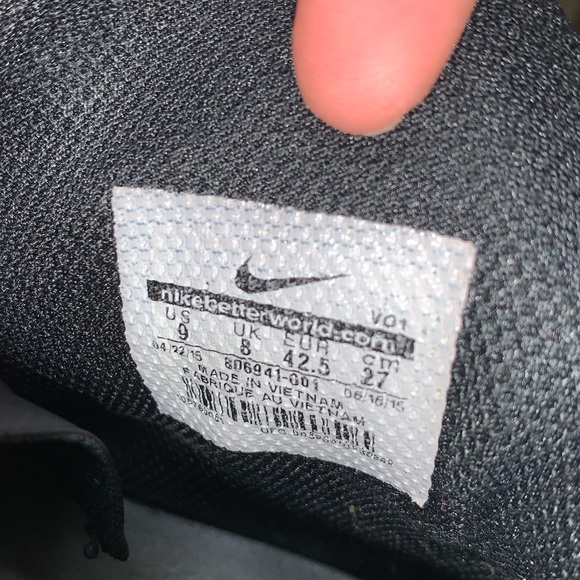 V01
nikebetterworld.com
US UK EUR cm
9 8 42.5 27
04/22/15 806941-001 06/16/15
MADE IN VIETNAM
FABRIQUE AU VIETNAM